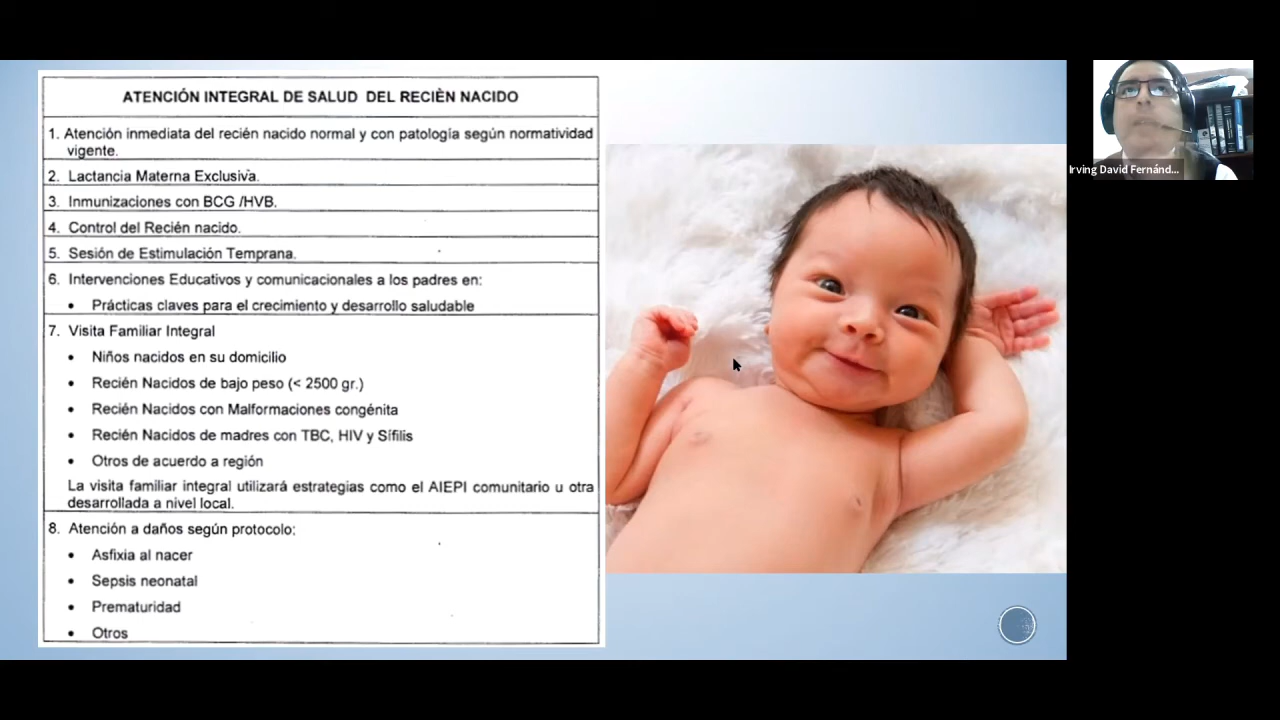 ATENCIÓN INTEGRAL DE SALUD DEL RECIÈN NACIDO
1. Atención inmediata del recién nacido normal y con patología según normatividad
vigente.
2. Lactancia Materna Exclusiva.
3. Inmunizaciones con BCG /HVB.
4. Control del Recién nacido.
5. Sesión de Estimulación Temprana.
6. Intervenciones Educativos y comunicacionales a los padres en:
• Prácticas claves para el crecimiento y desarrollo saludable
7. Visita Familiar Integral
• Niños nacidos en su domicilio
• Recién Nacidos de bajo peso (< 2500 gr.)
• Recién Nacidos con Malformaciones congénita
• Recién Nacidos de madres con TBC, HIV y Sífilis
• Otros de acuerdo a región
La visita familiar integral utilizará estrategias como el AIEPI comunitario u otra
desarrollada a nivel local.
8. Atención a daños según protocolo:
• Asfixia al nacer
• Sepsis neonatal
• Prematuridad
• Otros
Irving David Fernánd...